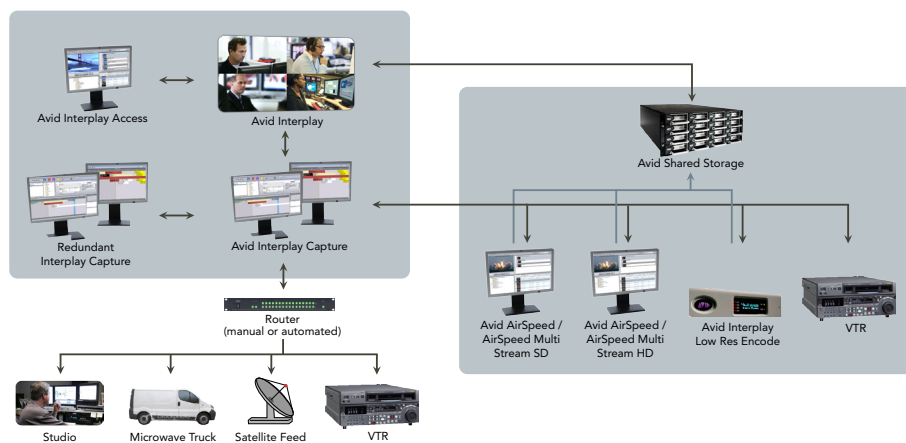 Avid Interplay Access
Avid Interplay
Redundant
Interplay Capture
Avid Interplay Capture
Router
(manual or automated)
Studio
Microwave Truck
Satellite Feed
VTR
Avid Shared Storage
Avid AirSpeed /
AirSpeed Multi
Stream SD
Avid AirSpeed /
AirSpeed Multi
Stream HD
Avid Interplay
Low Res Encode
VTR